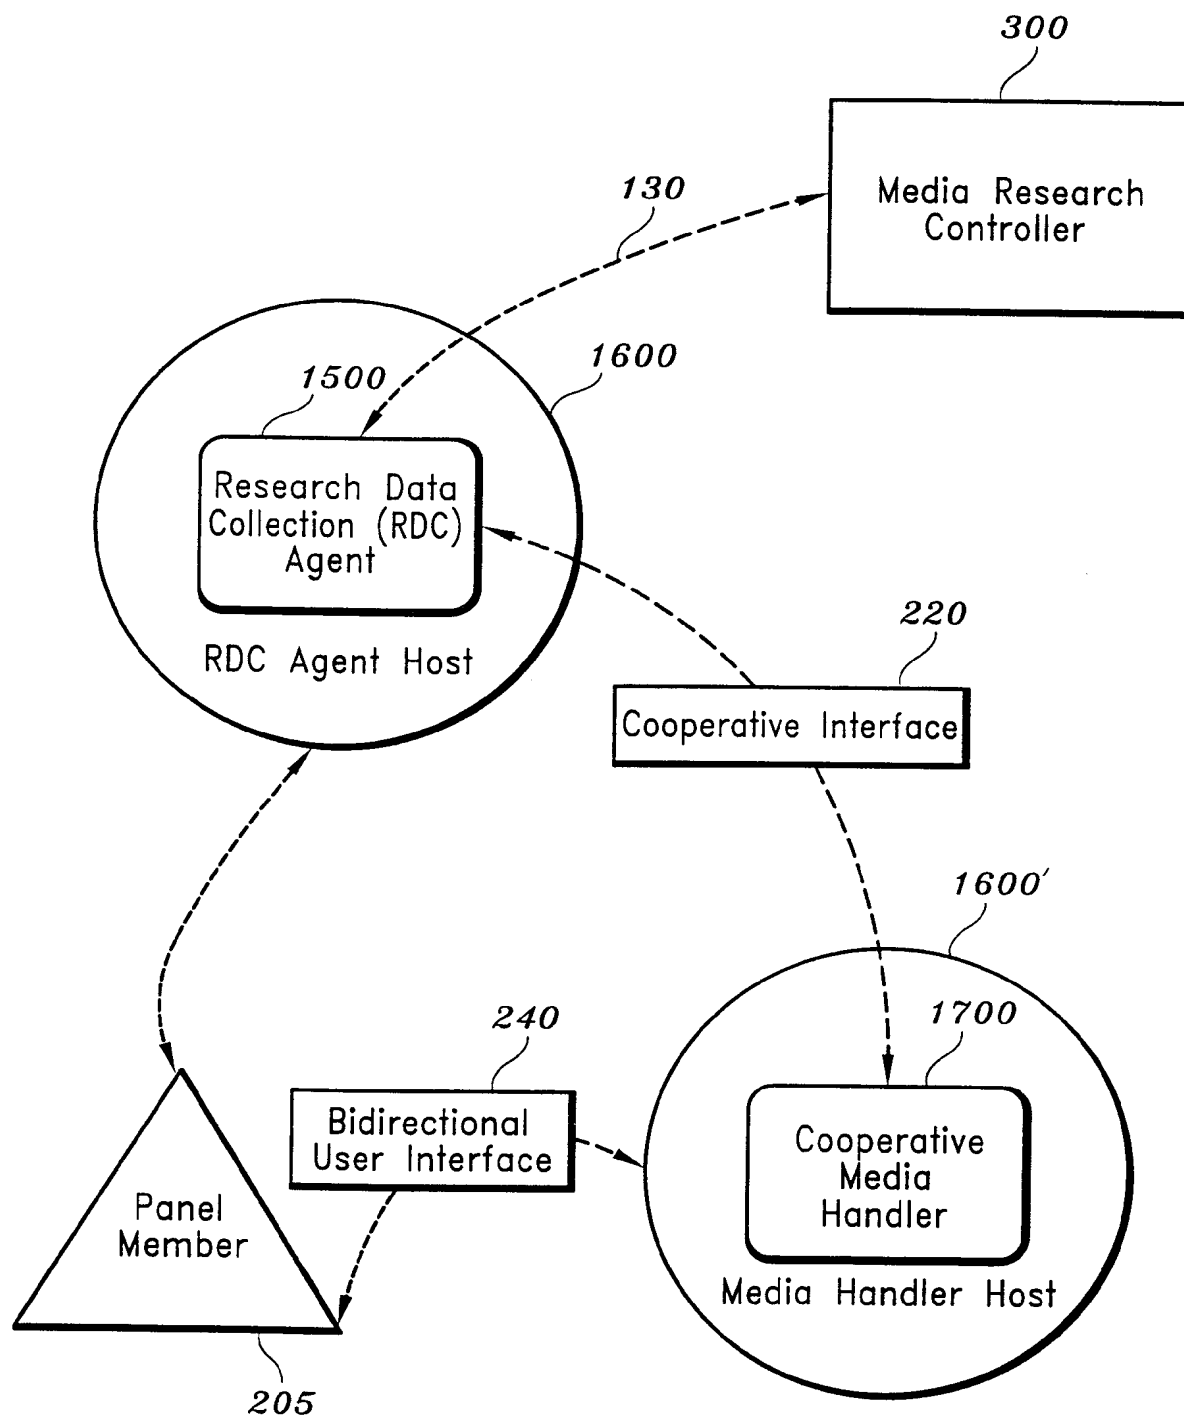 300
130
Media Research
Controller
1600
1500
Research Data
Collection (RDC)
Agent
RDC Agent Host
220
Cooperative Interface
1600'
240
1700
Bidirectional
User Interface
Cooperative
Media
Handler
Panel
Member
Media Handler Host
205